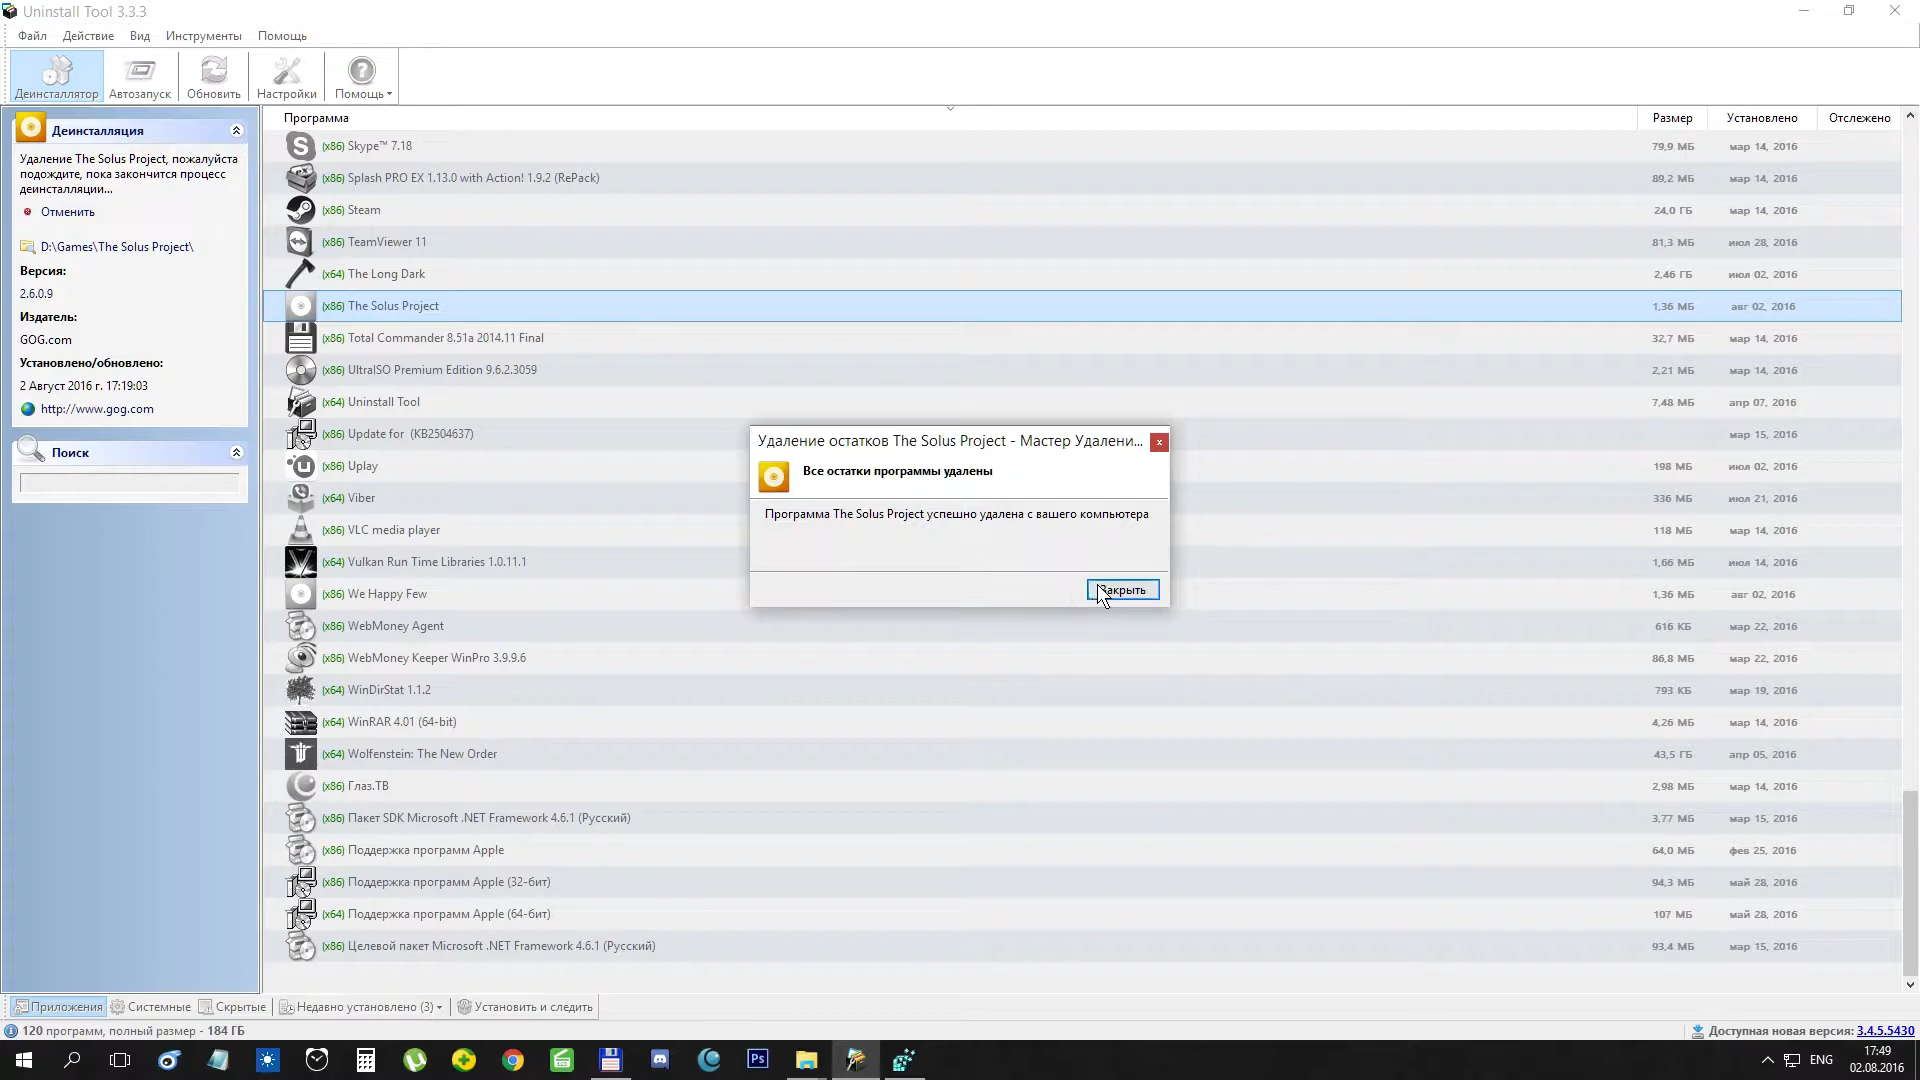 Uninstall Tool 3.3.3
Файл Действие Вид Инструменты Помощь
Деинсталлятор Автозапуск Обновить Настройки Помощь
Деинсталляция
Удаление The Solus Project, пожалуйста
подождите, пока закончится процесс
деинсталляции...
Отменить
D:\Games\The Solus Project\
Версия:
2.6.0.9
Издатель:
GOG.com
Установлено/обновлено:
2 Август 2016 г. 17:19:03
http://www.gog.com
Поиск
Программа Размер Установлено Отслежено
(x86) Skype™ 7.18 79,9 МБ мар 14, 2016
(x86) Splash PRO EX 1.13.0 with Action! 1.9.2 (RePack) 89,2 МБ мар 14, 2016
(x86) Steam 24,0 ГБ мар 14, 2016
(x86) TeamViewer 11 81,3 МБ июл 28, 2016
(x64) The Long Dark 2,46 ГБ июл 02, 2016
(x86) The Solus Project 1,36 МБ авг 02, 2016
(x86) Total Commander 8.51a 2014.11 Final 32,7 МБ мар 14, 2016
(x86) UltraISO Premium Edition 9.6.2.3059 2,21 МБ мар 14, 2016
(x64) Uninstall Tool 7,48 МБ апр 07, 2016
(x86) Update for (KB2504637) мар 15, 2016
(x86) Uplay 198 МБ июл 02, 2016
(x64) Viber 336 МБ июл 21, 2016
(x86) VLC media player 118 МБ мар 14, 2016
(x64) Vulkan Run Time Libraries 1.0.11.1 1,66 МБ июл 14, 2016
(x86) We Happy Few 1,36 МБ авг 02, 2016
(x86) WebMoney Agent 616 КБ мар 22, 2016
(x86) WebMoney Keeper WinPro 3.9.9.6 86,8 МБ мар 22, 2016
(x64) WinDirStat 1.1.2 793 КБ мар 19, 2016
(x64) WinRAR 4.01 (64-bit) 4,26 МБ мар 14, 2016
(x64) Wolfenstein: The New Order 43,5 ГБ апр 05, 2016
(x86) Глаз.ТВ 2,98 МБ мар 14, 2016
(x86) Пакет SDK Microsoft .NET Framework 4.6.1 (Русский) 3,77 МБ мар 15, 2016
(x86) Поддержка программ Apple 64,0 МБ фев 25, 2016
(x86) Поддержка программ Apple (32-бит) 94,3 МБ май 28, 2016
(x64) Поддержка программ Apple (64-бит) 107 МБ май 28, 2016
(x86) Целевой пакет Microsoft .NET Framework 4.6.1 (Русский) 93,4 МБ мар 15, 2016
Удаление остатков The Solus Project - Мастер Удалени...
Все остатки программы удалены
Программа The Solus Project успешно удалена с вашего компьютера
Закрыть
Приложения Системные Скрытые Недавно установлено (3) Установить и следить
120 программ, полный размер - 184 ГБ Доступная новая версия: 3.4.5.5430
Ps ENG 17:49
02.08.2016